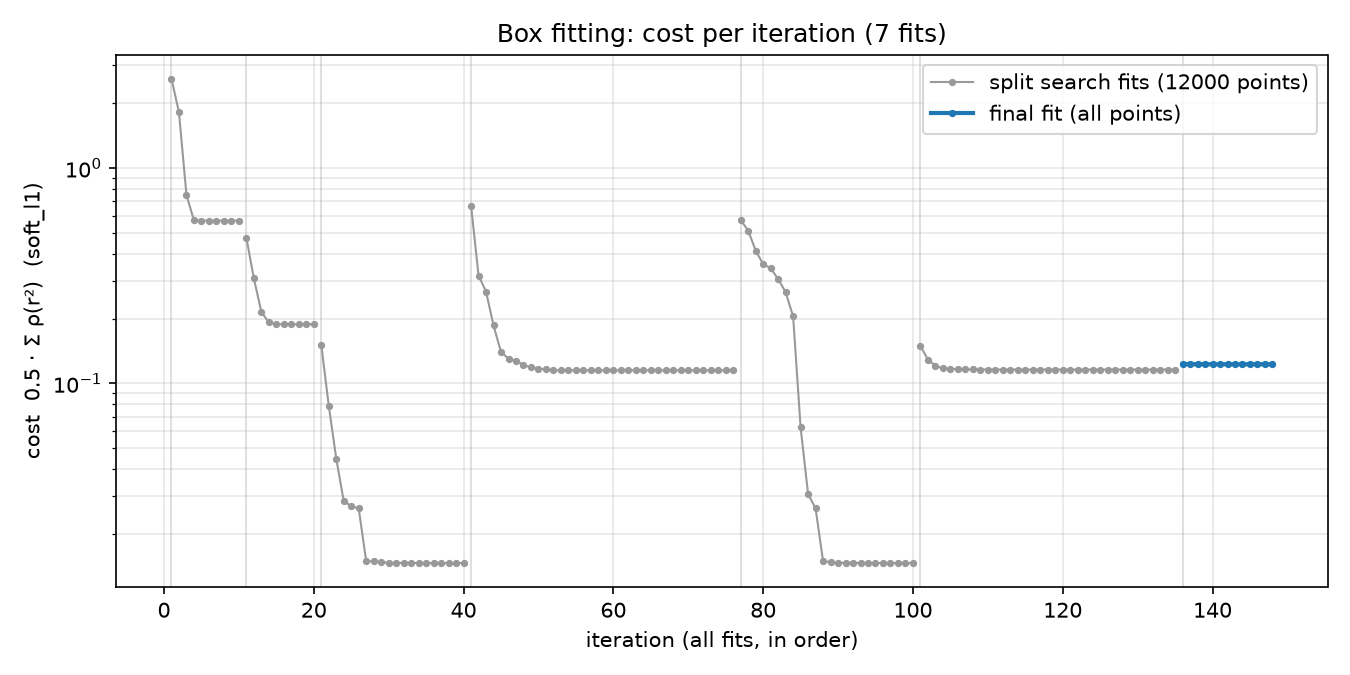 Box fitting: cost per iteration (7 fits)
split search fits (12000 points)
final fit (all points)
cost 0.5 · Σ ρ(r²) (soft_l1)
10⁰
10⁻¹
0 20 40 60 80 100 120 140
iteration (all fits, in order)